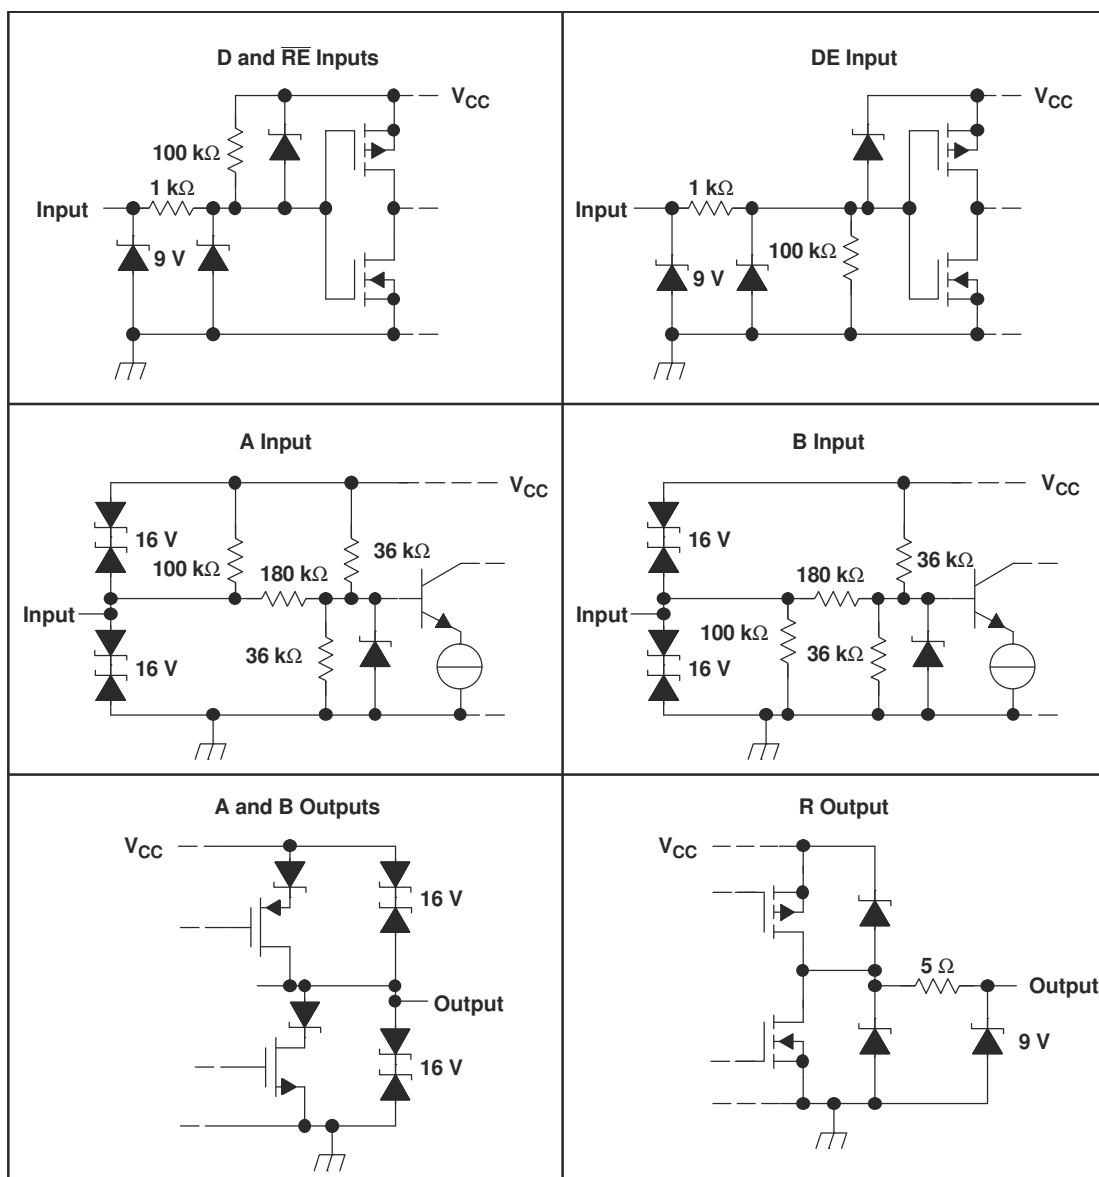 D and R̅E̅ Inputs
V_CC
100 kΩ
1 kΩ
Input
9 V
DE Input
V_CC
1 kΩ
Input
100 kΩ
9 V
A Input
V_CC
16 V
36 kΩ
100 kΩ
180 kΩ
Input
36 kΩ
16 V
B Input
V_CC
16 V
36 kΩ
180 kΩ
Input
100 kΩ
36 kΩ
16 V
A and B Outputs
V_CC
16 V
Output
16 V
R Output
V_CC
5 Ω
Output
9 V